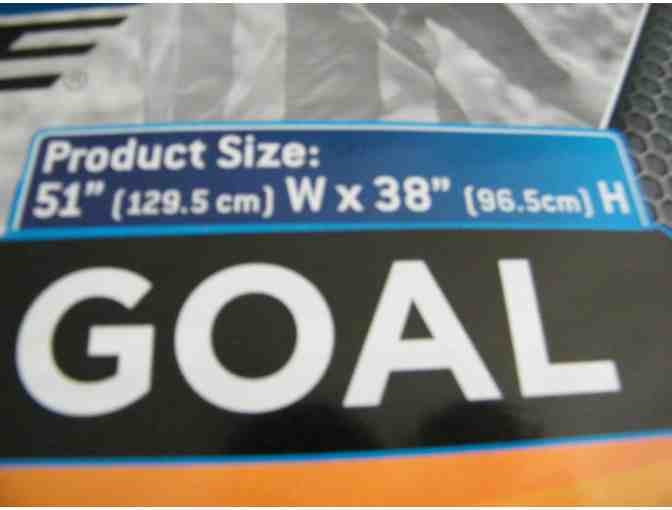 Product Size:
51” (129.5 cm) W x 38” (96.5cm) H
GOAL